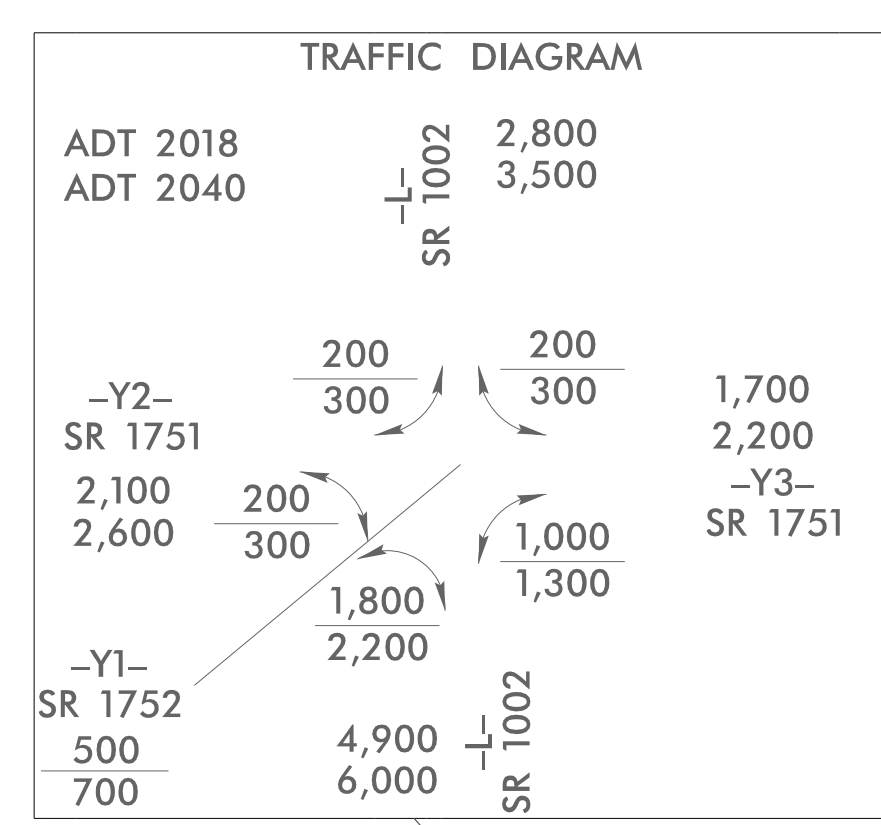 TRAFFIC DIAGRAM
ADT 2018
ADT 2040
–L–
SR 1002
2,800
3,500
200
300
200
300
–Y2–
SR 1751
2,100
2,600
1,700
2,200
–Y3–
SR 1751
200
300
1,000
1,300
1,800
2,200
–Y1–
SR 1752
500
700
4,900
6,000
–L–
SR 1002